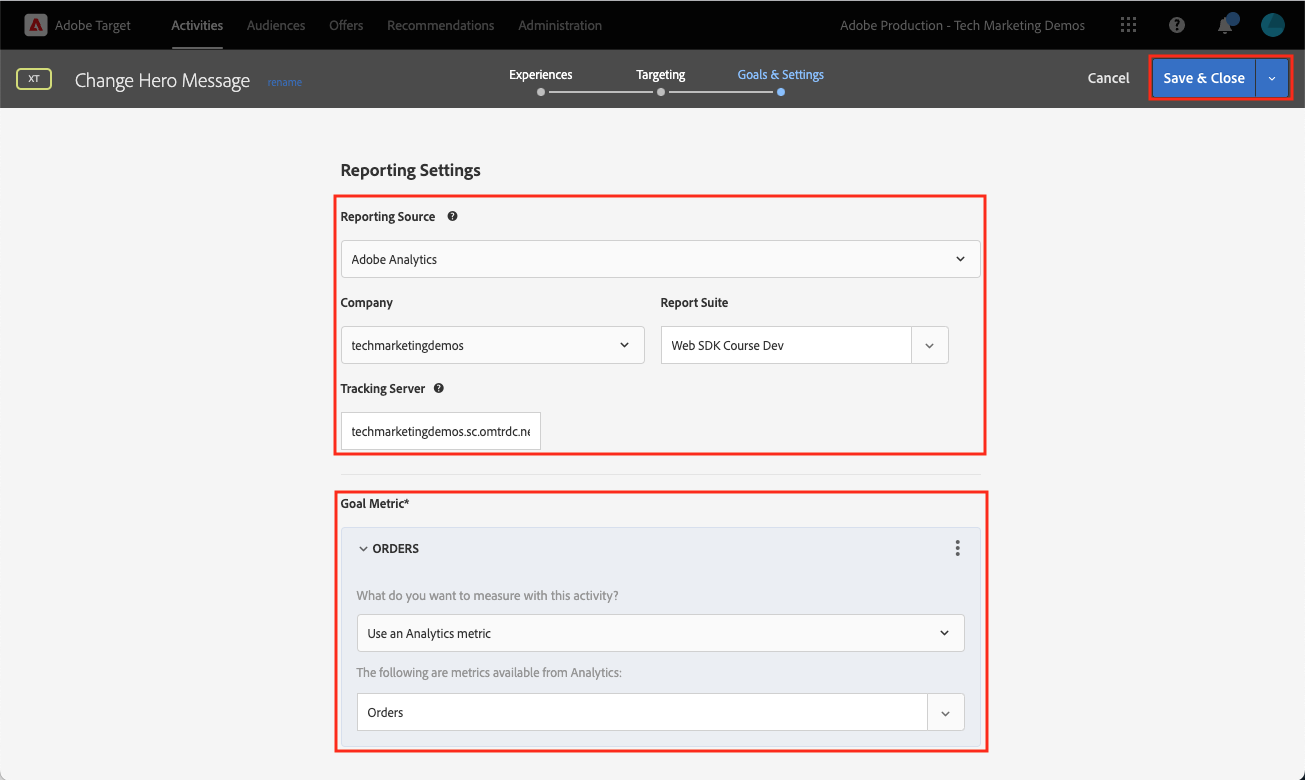 Adobe Target Activities Audiences Offers Recommendations Administration Adobe Production - Tech Marketing Demos
XT Change Hero Message rename Experiences Targeting Goals & Settings Cancel Save & Close
Reporting Settings
Reporting Source
Adobe Analytics
Company Report Suite
techmarketingdemos Web SDK Course Dev
Tracking Server
techmarketingdemos.sc.omtrdc.ne
Goal Metric*
ORDERS
What do you want to measure with this activity?
Use an Analytics metric
The following are metrics available from Analytics:
Orders